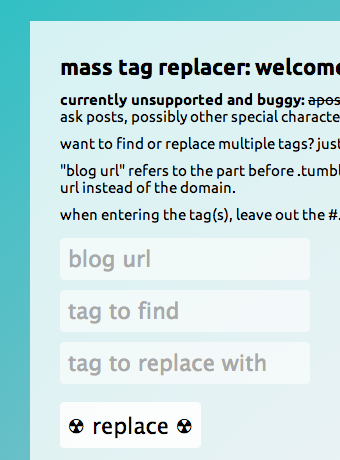 mass tag replacer: welcome
currently unsupported and buggy: apos
ask posts, possibly other special characte
want to find or replace multiple tags? just
"blog url" refers to the part before .tumbl
url instead of the domain.
when entering the tag(s), leave out the #.
blog url
tag to find
tag to replace with
☢ replace ☢